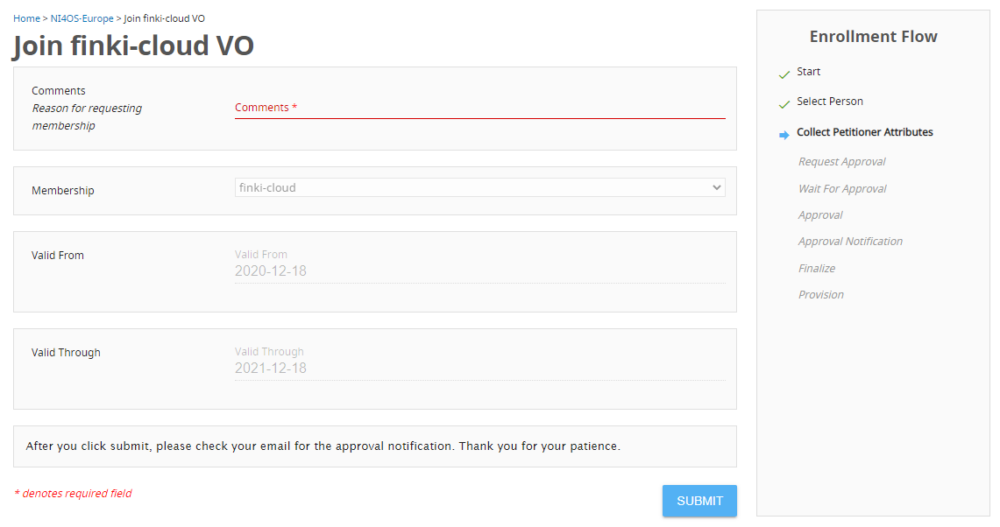 Home > NI4OS-Europe > Join finki-cloud VO
Join finki-cloud VO
Comments
Reason for requesting
membership
Comments *
Membership
finki-cloud
Valid From
Valid From
2020-12-18
Valid Through
Valid Through
2021-12-18
After you click submit, please check your email for the approval notification. Thank you for your patience.
* denotes required field
SUBMIT
Enrollment Flow
Start
Select Person
Collect Petitioner Attributes
Request Approval
Wait For Approval
Approval
Approval Notification
Finalize
Provision